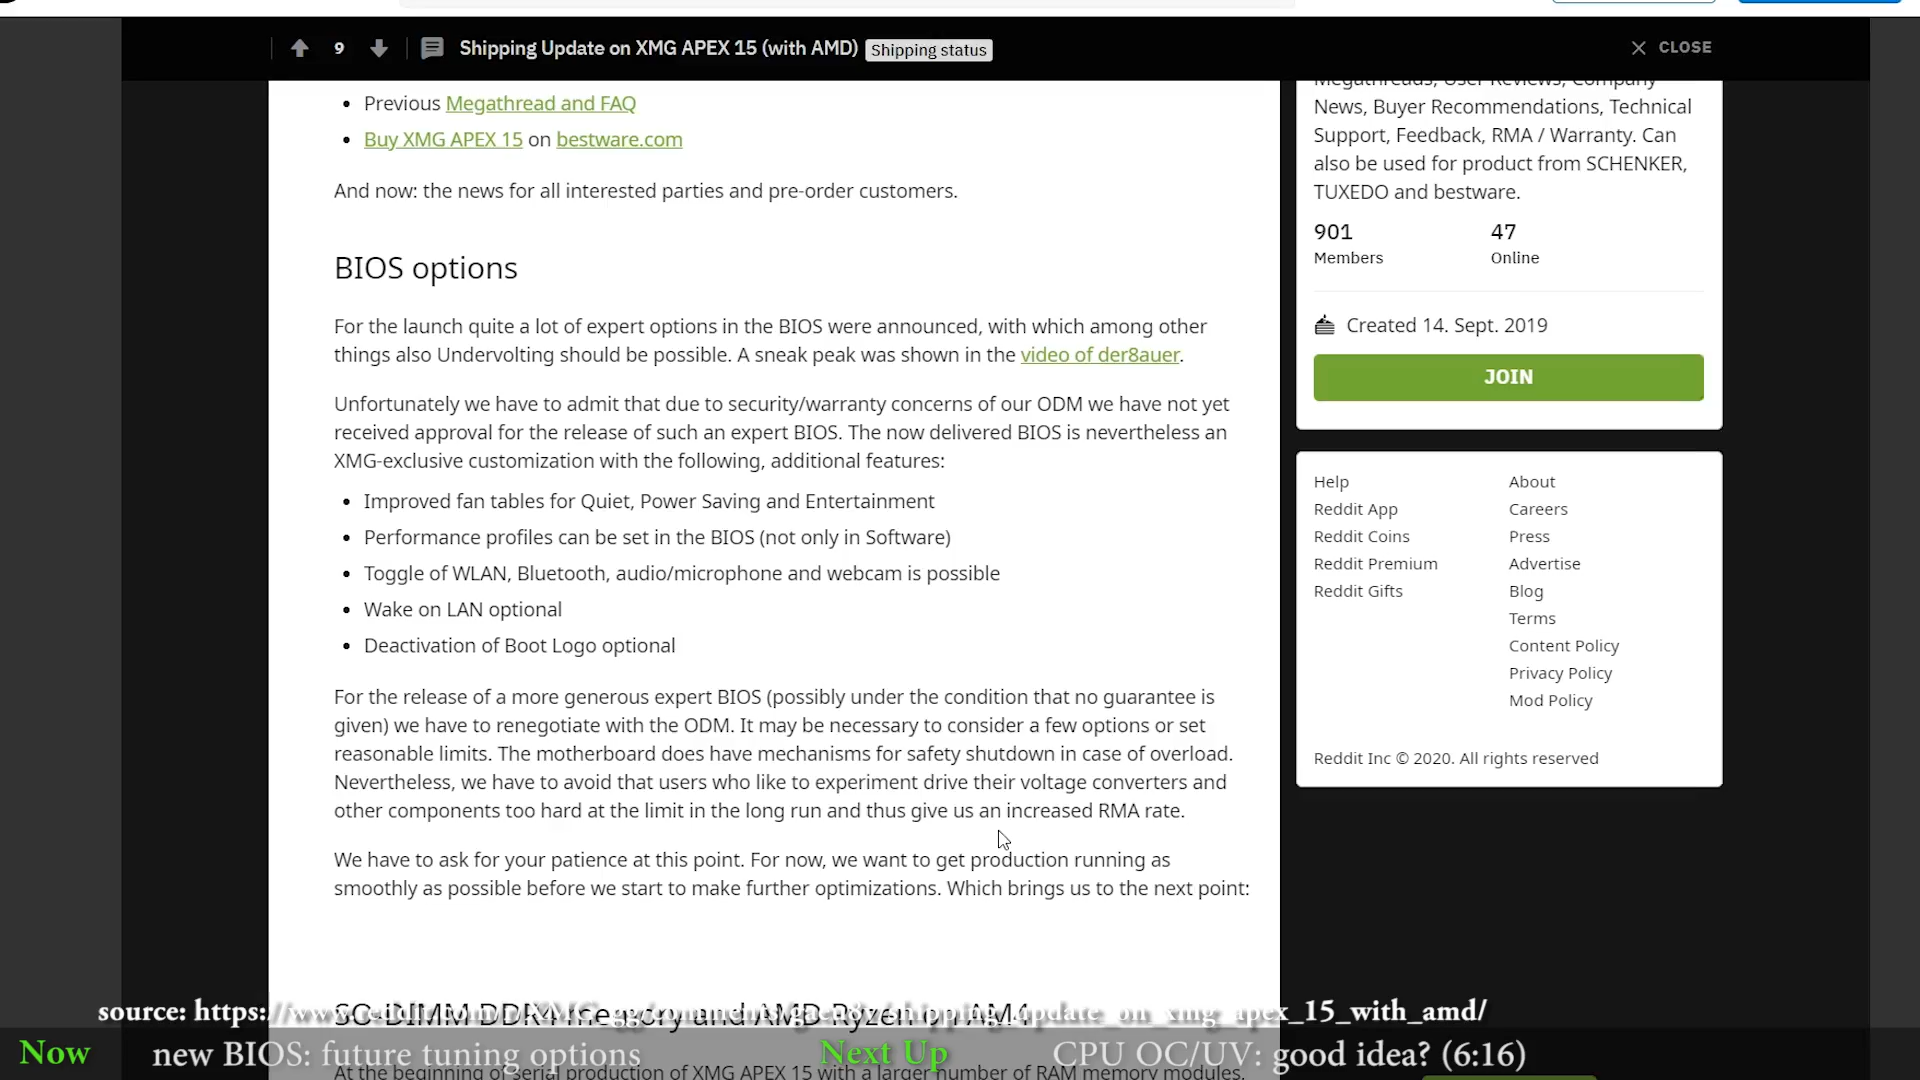 9 Shipping Update on XMG APEX 15 (with AMD) Shipping status CLOSE
Previous Megathread and FAQ
Buy XMG APEX 15 on bestware.com
And now: the news for all interested parties and pre-order customers.
BIOS options
For the launch quite a lot of expert options in the BIOS were announced, with which among other
things also Undervolting should be possible. A sneak peak was shown in the video of der8auer.
Unfortunately we have to admit that due to security/warranty concerns of our ODM we have not yet
received approval for the release of such an expert BIOS. The now delivered BIOS is nevertheless an
XMG-exclusive customization with the following, additional features:
Improved fan tables for Quiet, Power Saving and Entertainment
Performance profiles can be set in the BIOS (not only in Software)
Toggle of WLAN, Bluetooth, audio/microphone and webcam is possible
Wake on LAN optional
Deactivation of Boot Logo optional
For the release of a more generous expert BIOS (possibly under the condition that no guarantee is
given) we have to renegotiate with the ODM. It may be necessary to consider a few options or set
reasonable limits. The motherboard does have mechanisms for safety shutdown in case of overload.
Nevertheless, we have to avoid that users who like to experiment drive their voltage converters and
other components too hard at the limit in the long run and thus give us an increased RMA rate.
We have to ask for your patience at this point. For now, we want to get production running as
smoothly as possible before we start to make further optimizations. Which brings us to the next point:
SO-DIMM DDR4 memory and AMD Ryzen on AM4
At the beginning of serial production of XMG APEX 15 with a larger number of RAM memory modules,
Megathreads, User Reviews, Company
News, Buyer Recommendations, Technical
Support, Feedback, RMA / Warranty. Can
also be used for product from SCHENKER,
TUXEDO and bestware.
901 47
Members Online
Created 14. Sept. 2019
JOIN
Help About
Reddit App Careers
Reddit Coins Press
Reddit Premium Advertise
Reddit Gifts Blog
Terms
Content Policy
Privacy Policy
Mod Policy
Reddit Inc © 2020. All rights reserved
source: https://www.reddit.com/
Now new BIOS: future tuning options Next Up CPU OC/UV: good idea? (6:16)